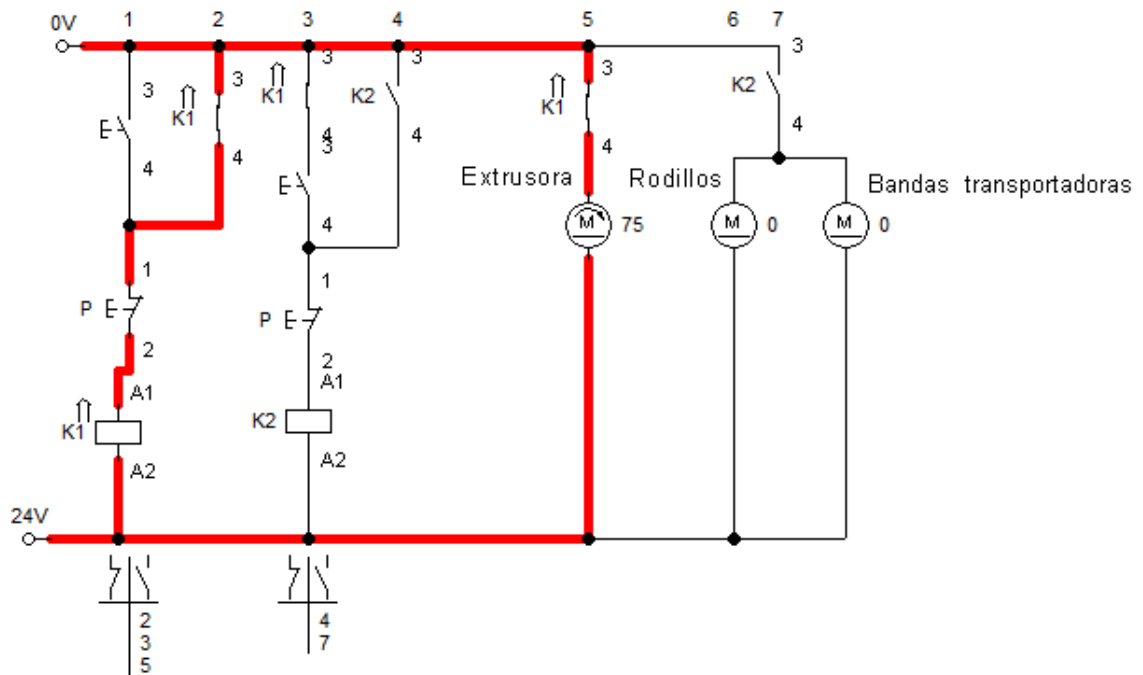 1 2 3 4 5 6 7
0V
3 3 3 3 3 3
K1 K1 K2 K1 K2
E
4 4 4 4 4 4
3
E
Extrusora Rodillos Bandas transportadoras
4
M 75 M 0 M 0
1 1
P E P E
2 2
A1 A1
K1 K2
A2 A2
24V
2 4
3 7
5